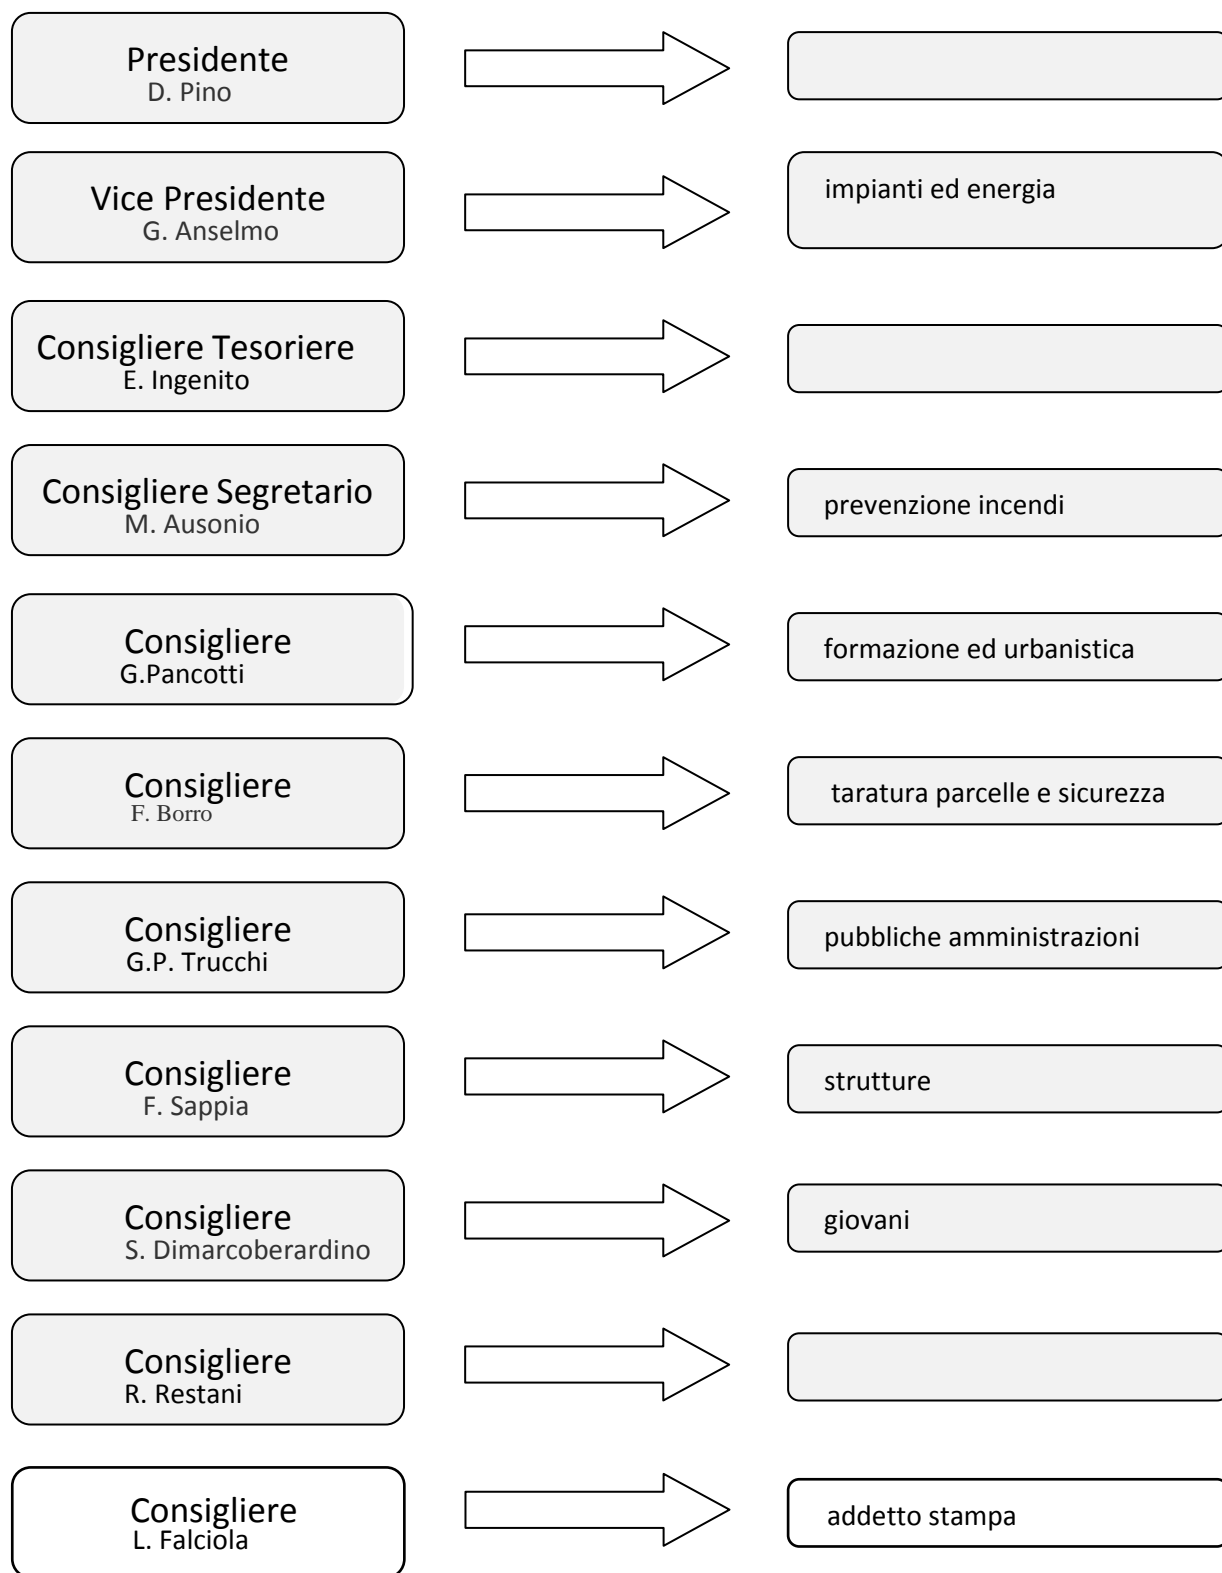 Presidente
D. Pino
Vice Presidente
G. Anselmo
impianti ed energia
Consigliere Tesoriere
E. Ingenito
Consigliere Segretario
M. Ausonio
prevenzione incendi
Consigliere
G.Pancotti
formazione ed urbanistica
Consigliere
F. Borro
taratura parcelle e sicurezza
Consigliere
G.P. Trucchi
pubbliche amministrazioni
Consigliere
F. Sappia
strutture
Consigliere
S. Dimarcoberardino
giovani
Consigliere
R. Restani
Consigliere
L. Falciola
addetto stampa